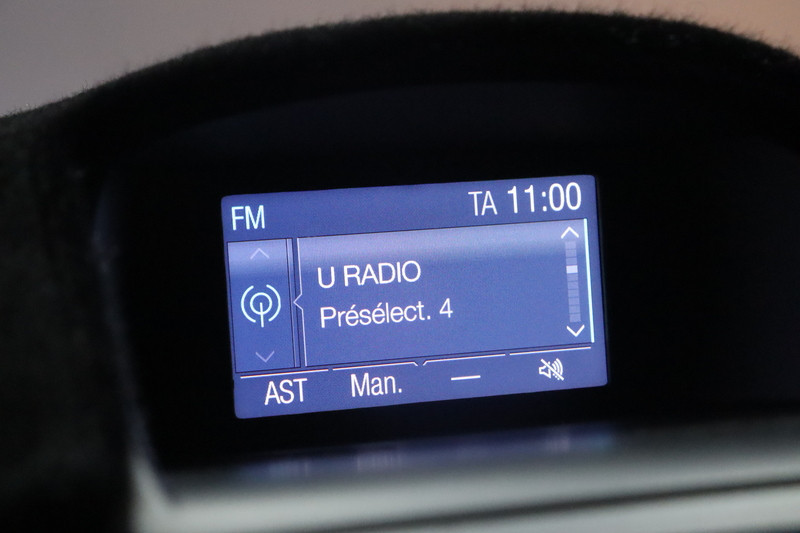 FM TA 11:00
U RADIO
Présélect. 4
AST Man. —